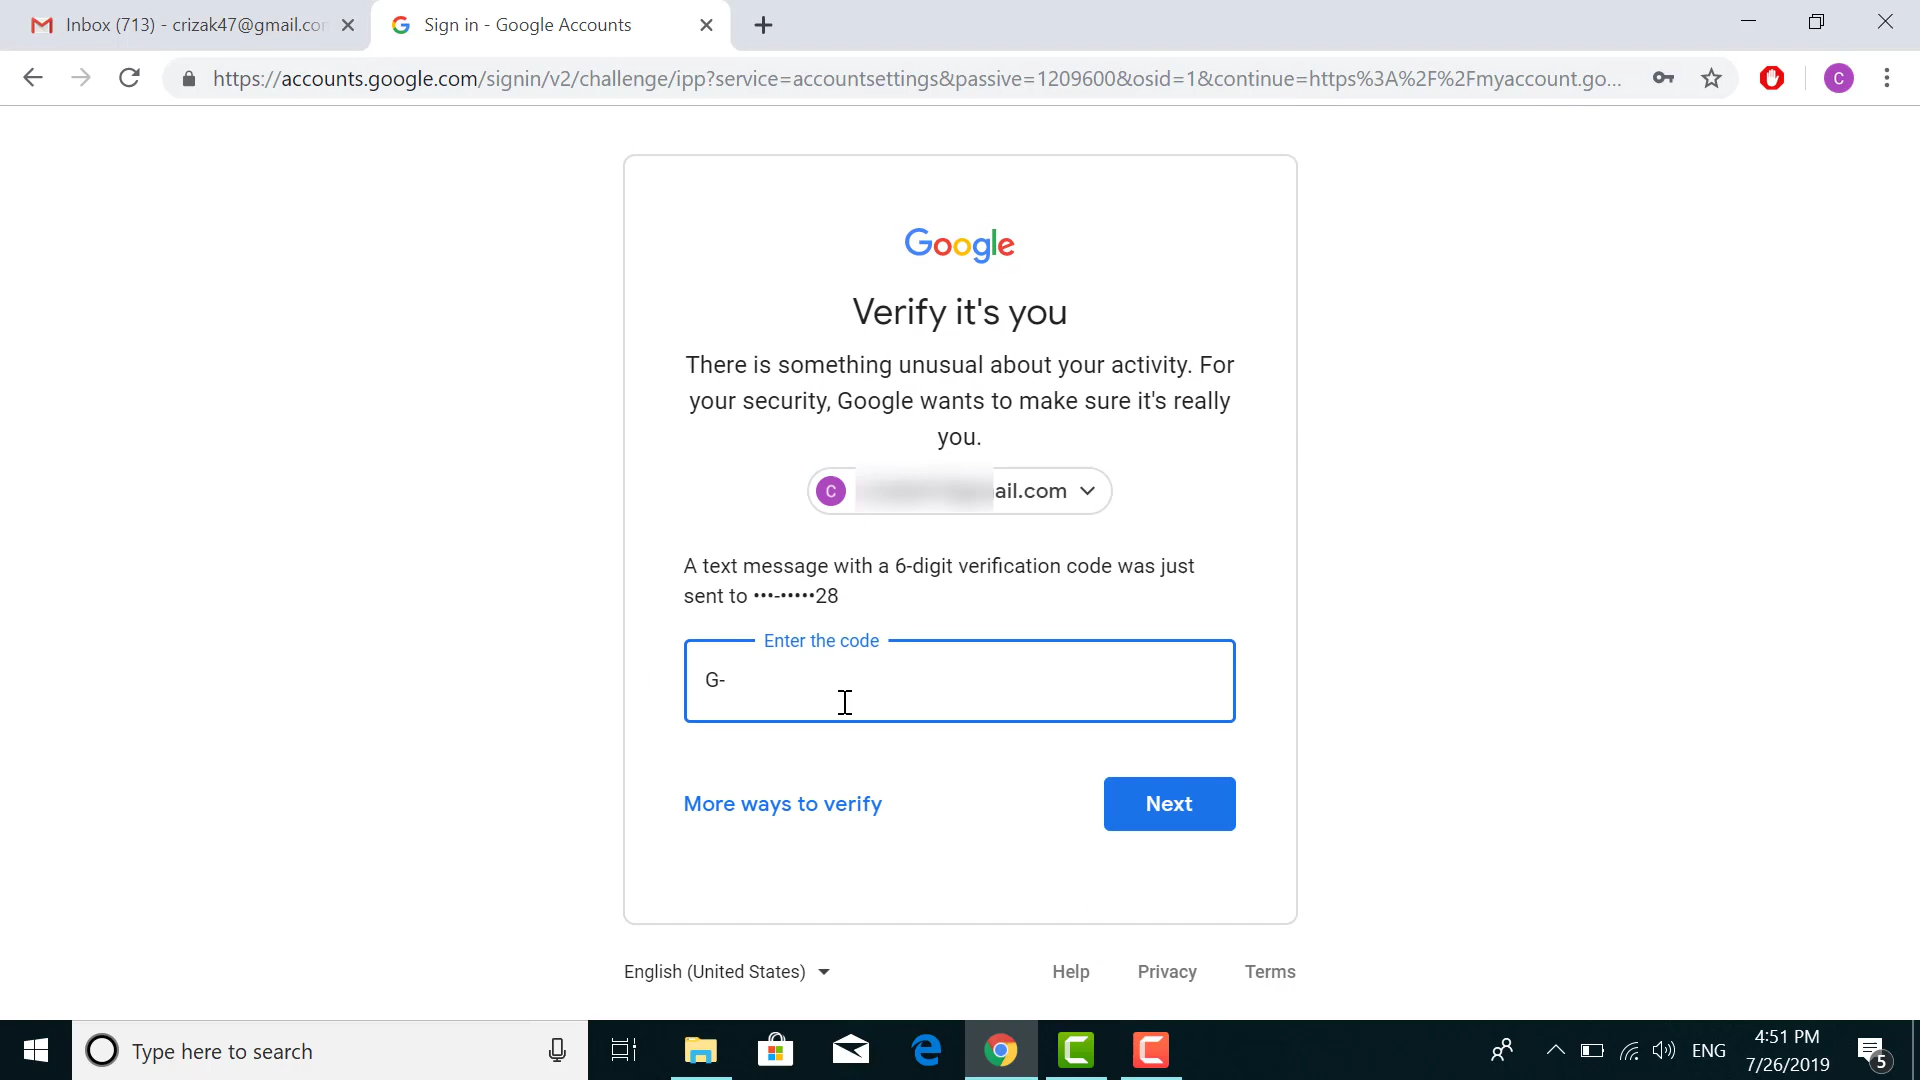 Inbox (713) - crizak47@gmail.co
Sign in - Google Accounts
https://accounts.google.com/signin/v2/challenge/ipp?service=accountsettings&passive=1209600&osid=1&continue=https%3A%2F%2Fmyaccount.go...
C
Google
Verify it's you
There is something unusual about your activity. For
your security, Google wants to make sure it's really
you.
C ail.com
A text message with a 6-digit verification code was just
sent to •••-•••••28
Enter the code
G-
More ways to verify
Next
English (United States)
Help Privacy Terms
Type here to search
ENG
4:51 PM
7/26/2019
5